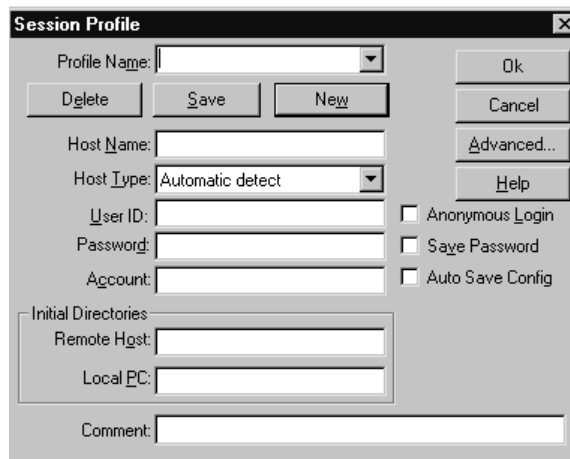 Session Profile
Profile Name:
Ok
Delete
Save
New
Cancel
Host Name:
Advanced...
Host Type: Automatic detect
Help
User ID:
Anonymous Login
Password:
Save Password
Account:
Auto Save Config
Initial Directories
Remote Host:
Local PC:
Comment: